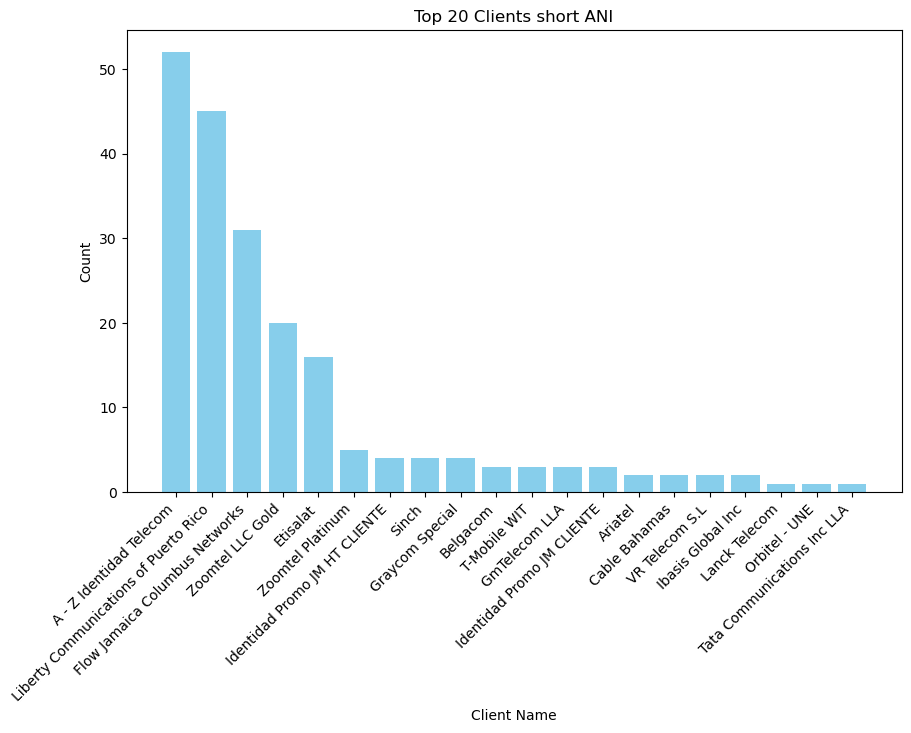 Top 20 Clients short ANI
Count
50
40
30
20
10
0
A - Z Identidad Telecom
Liberty Communications of Puerto Rico
Flow Jamaica Columbus Networks
Zoomtel LLC Gold
Etisalat
Zoomtel Platinum
Identidad Promo JM HT CLIENTE
Sinch
Graycom Special
Belgacom
T-Mobile WIT
GmTelecom LLA
Identidad Promo JM CLIENTE
Ariatel
Cable Bahamas
VR Telecom S.L
Ibasis Global Inc
Lanck Telecom
Orbitel - UNE
Tata Communications Inc LLA
Client Name